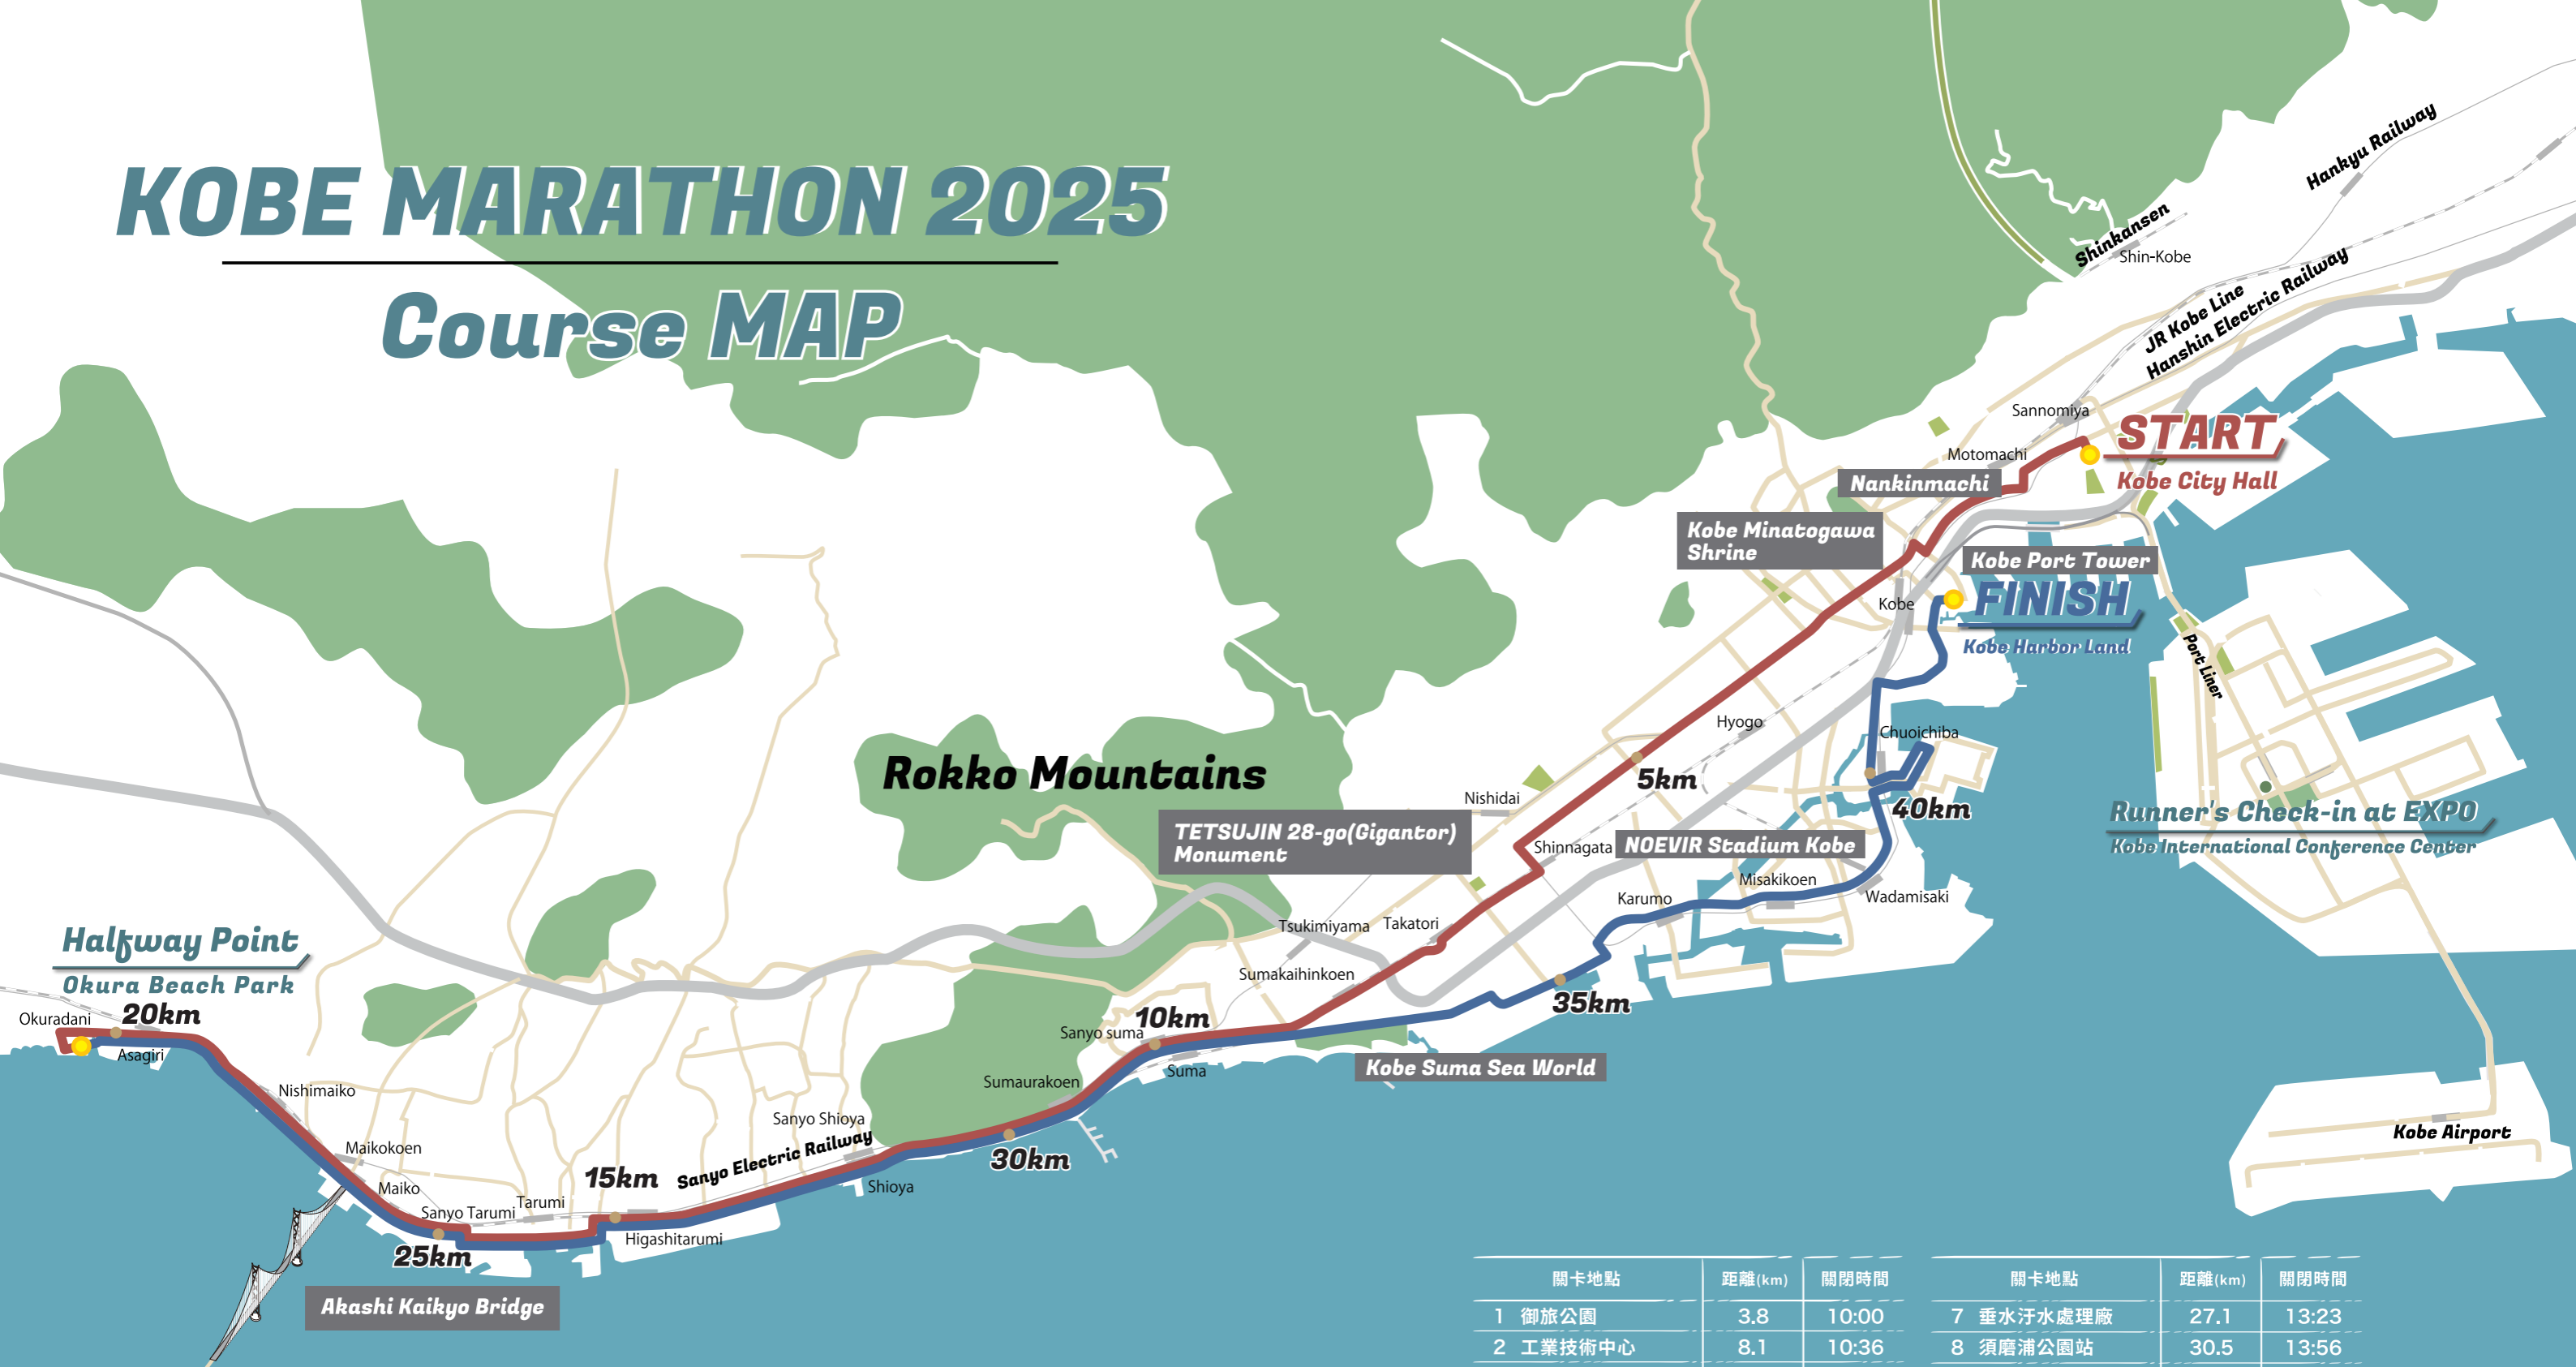 KOBE MARATHON 2025
Course MAP
Hankyu Railway
Shinkansen
Shin-Kobe
JR Kobe Line
Hanshin Electric Railway
Sannomiya
START
Kobe City Hall
Motomachi
Nankinmachi
Kobe Minatogawa
Shrine
Kobe Port Tower
FINISH
Kobe Harbor Land
Kobe
Port Liner
Hyogo
Chuoichiba
5km
40km
Nishidai
Rokko Mountains
TETSUJIN 28-go(Gigantor)
Monument
Shinnagata
NOEVIR Stadium Kobe
Runner's Check-in at EXPO
Kobe International Conference Center
Misakikoen
Wadamisaki
Karumo
Tsukimiyama
Takatori
Sumakaihinkoen
35km
Halfway Point
Okura Beach Park
Okuradani
20km
Asagiri
10km
Sanyo suma
Suma
Kobe Suma Sea World
Sumaurakoen
Nishimaiko
Sanyo Shioya
Sanyo Electric Railway
Maikokoen
30km
15km
Shioya
Maiko
Sanyo Tarumi
Tarumi
Higashitarumi
25km
Akashi Kaikyo Bridge
Kobe Airport
關卡地點 距離(km) 關閉時間
1 御旅公園 3.8 10:00
2 工業技術中心 8.1 10:36
關卡地點 距離(km) 關閉時間
7 垂水汙水處理廠 27.1 13:23
8 須磨浦公園站 30.5 13:56